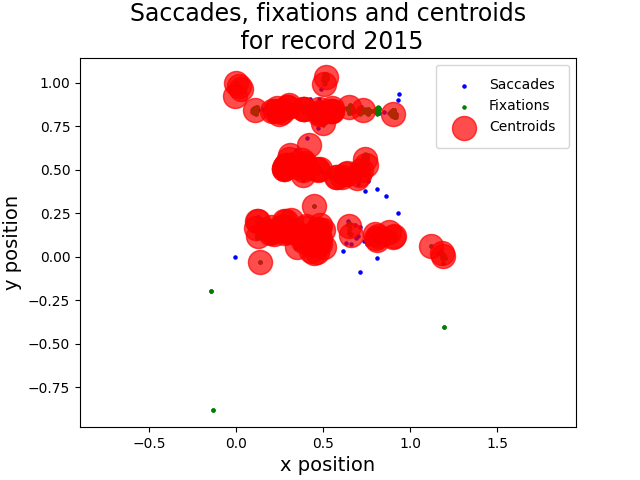 Saccades, fixations and centroids
for record 2015
Saccades
Fixations
Centroids
1.00
0.75
0.50
0.25
0.00
−0.25
−0.50
−0.75
y position
−0.5
0.0
0.5
1.0
1.5
x position